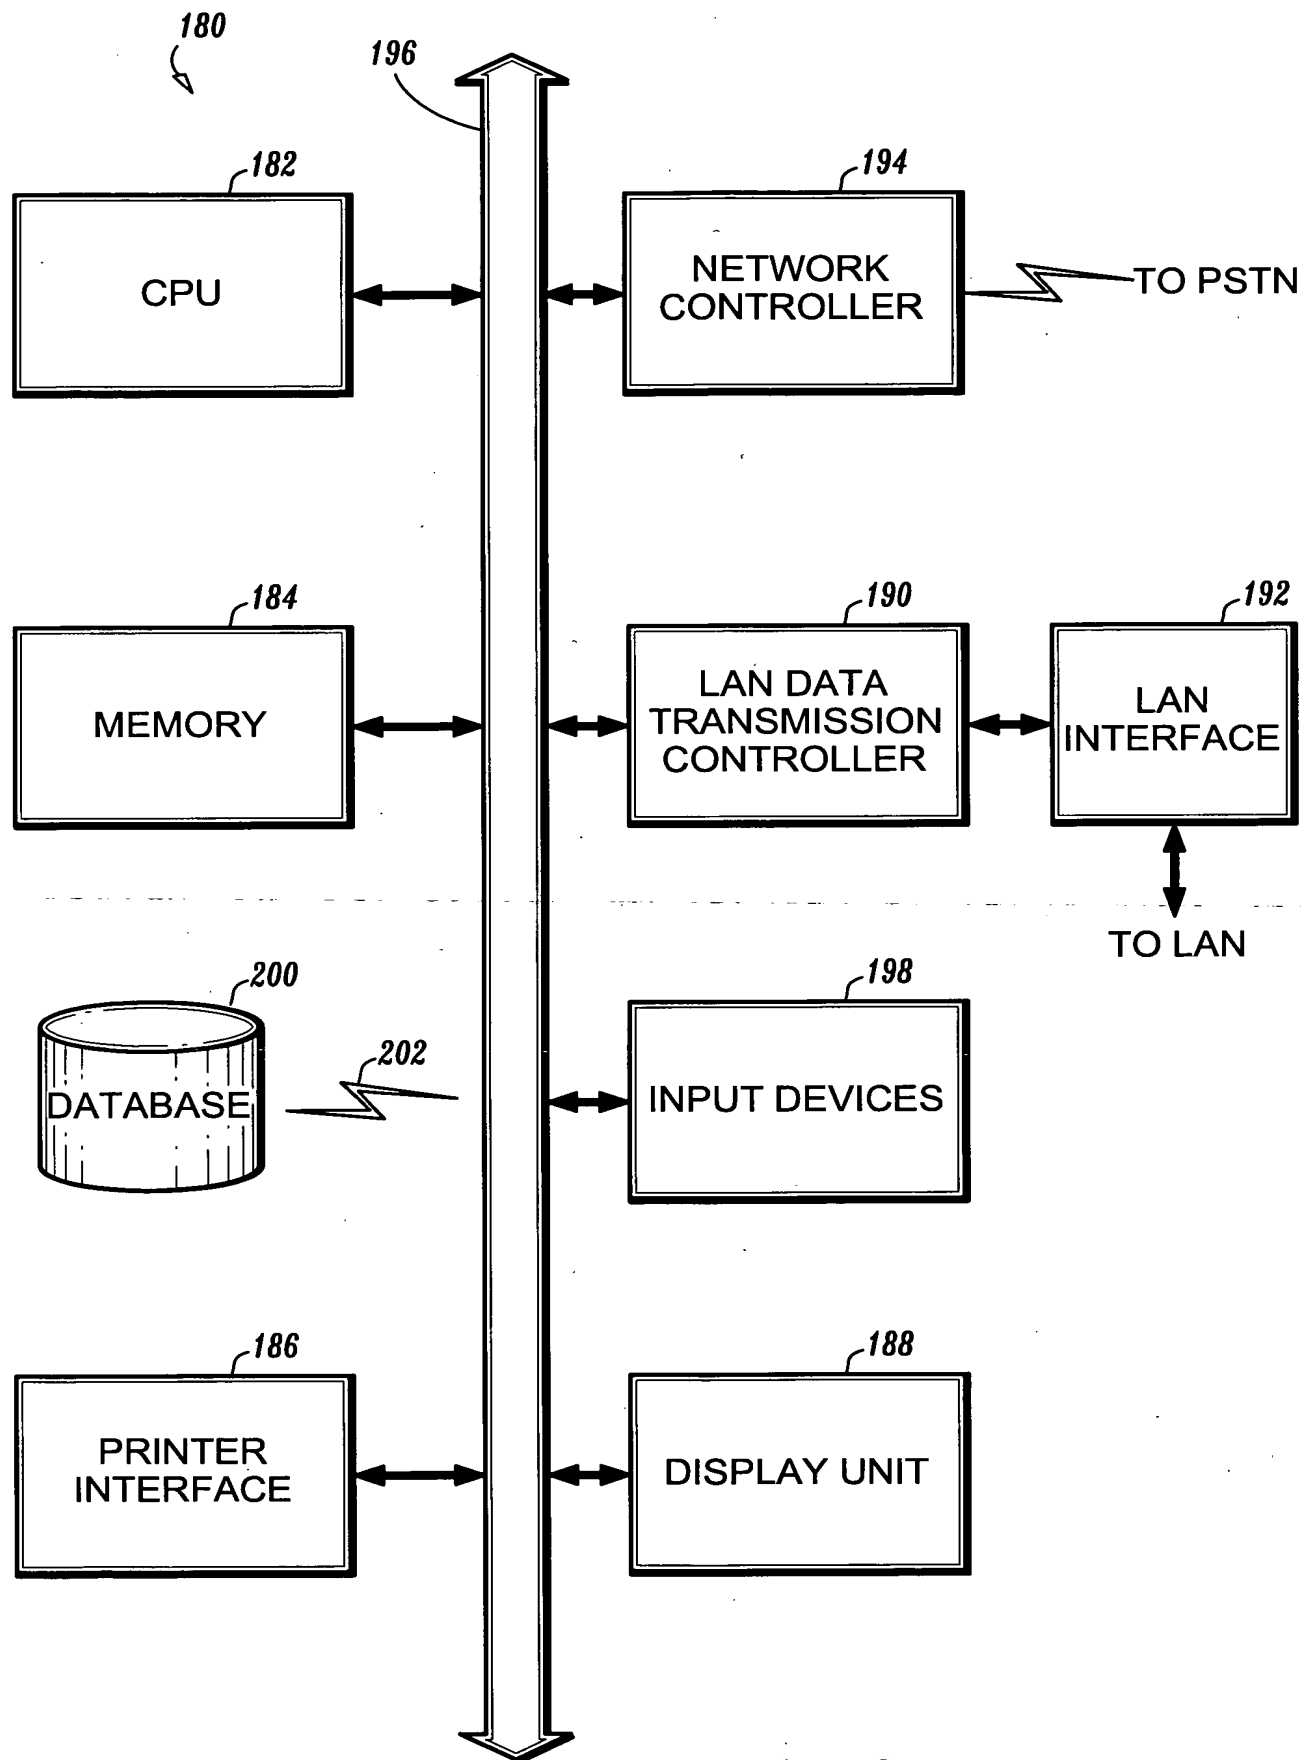 180
196
182
CPU
194
NETWORK
CONTROLLER
TO PSTN
184
MEMORY
190
LAN DATA
TRANSMISSION
CONTROLLER
192
LAN
INTERFACE
TO LAN
200
DATABASE
202
198
INPUT DEVICES
186
PRINTER
INTERFACE
188
DISPLAY UNIT